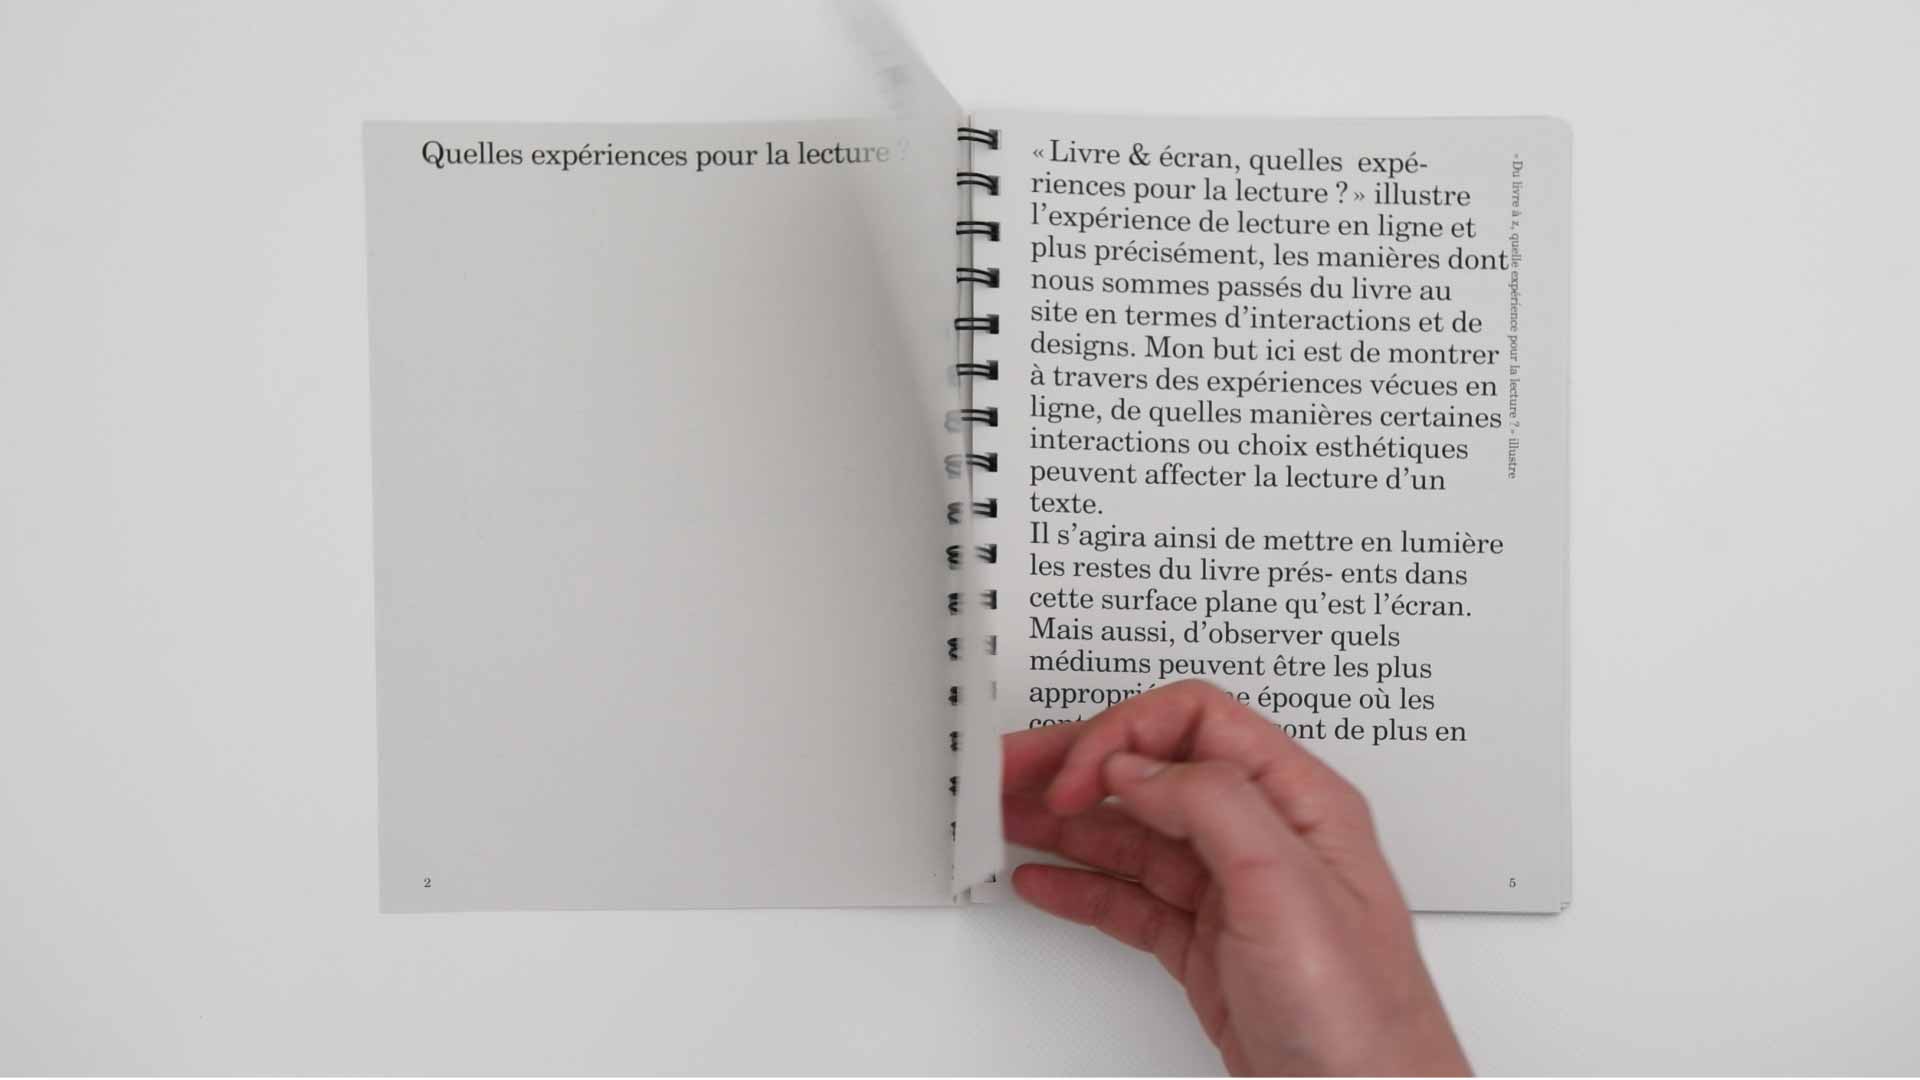 Quelles expériences pour la lecture ?
2
« Livre & écran, quelles  expé-
riences pour la lecture ? » illustre
l’expérience de lecture en ligne et
plus précisément, les manières dont
nous sommes passés du livre au
site en termes d’interactions et de
designs. Mon but ici est de montrer
à travers des expériences vécues en
ligne, de quelles manières certaines
interactions ou choix esthétiques
peuvent affecter la lecture d’un
texte.
Il s’agira ainsi de mettre en lumière
les restes du livre prés- ents dans
cette surface plane qu’est l’écran.
Mais aussi, d’observer quels
médiums peuvent être les plus
époque où les
sont de plus en
« Du livre à z, quelle expérience pour la lecture ? » illustre
5